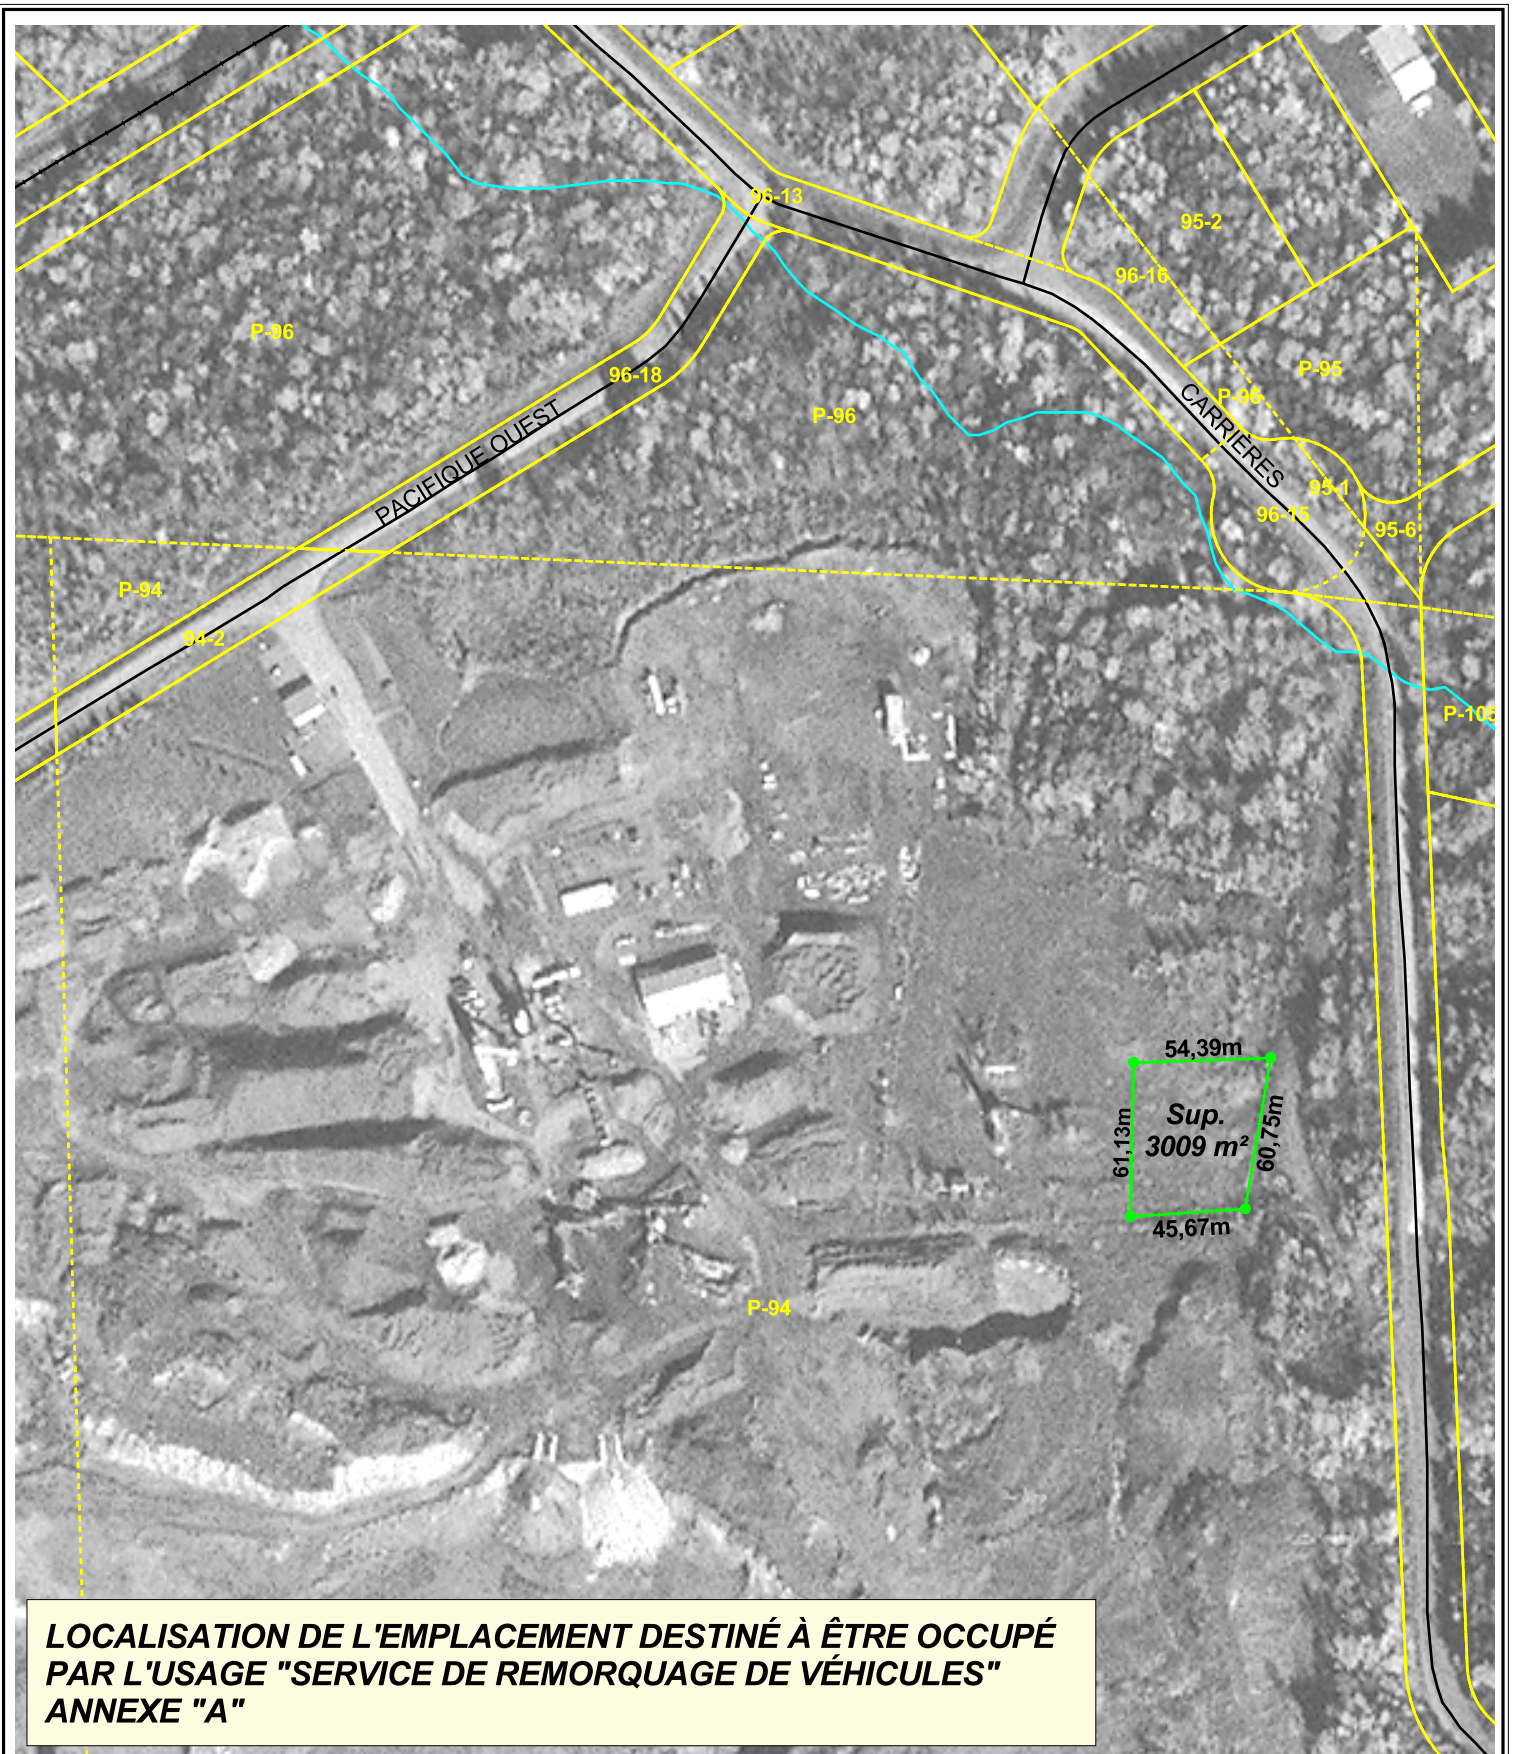 96-13
95-2
96-16
P-96
P-95
96-18
P-96
P-96
CARRIÈRES
PACIFIQUE OUEST
95-1
96-15
95-6
P-94
94-2
P-105
54,39m
61,13m
Sup.
3009 m²
60,75m
45,67m
P-94
LOCALISATION DE L'EMPLACEMENT DESTINÉ À ÊTRE OCCUPÉ
PAR L'USAGE "SERVICE DE REMORQUAGE DE VÉHICULES"
ANNEXE "A"